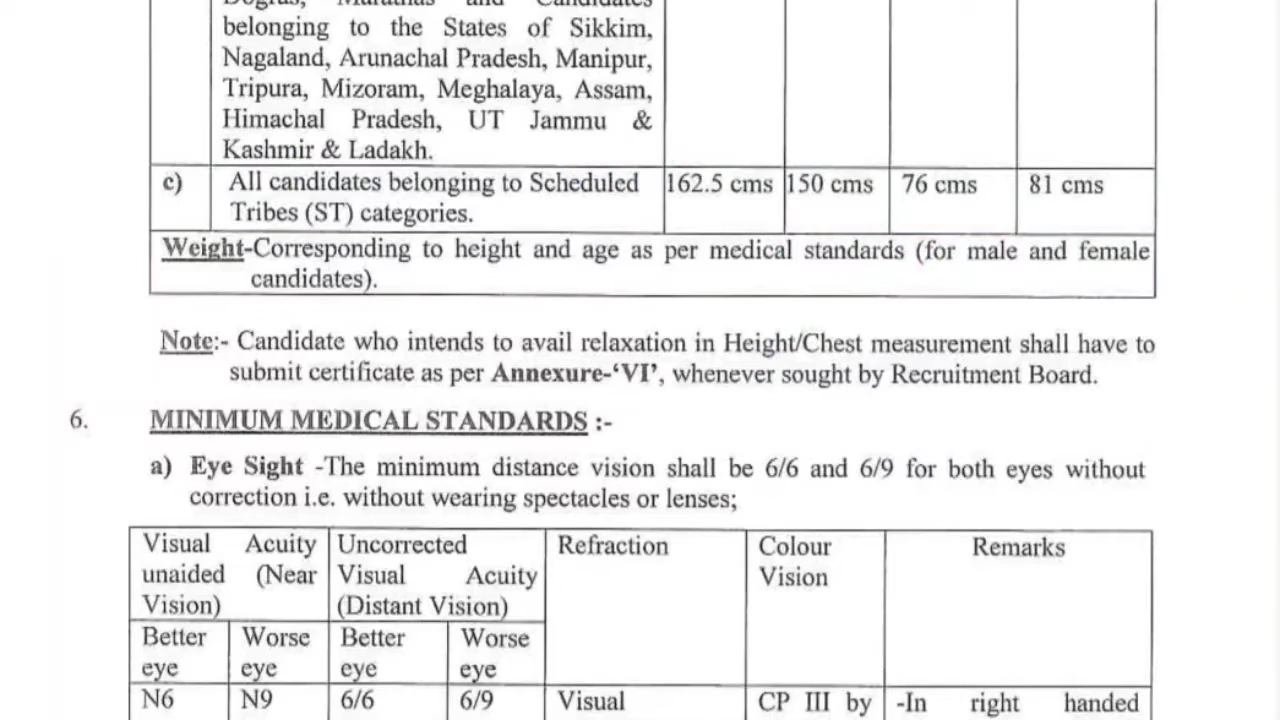 Dogras, Marathas and Candidates
belonging to the States of Sikkim,
Nagaland, Arunachal Pradesh, Manipur,
Tripura, Mizoram, Meghalaya, Assam,
Himachal Pradesh, UT Jammu &
Kashmir & Ladakh.
c) All candidates belonging to Scheduled 162.5 cms 150 cms 76 cms 81 cms
Tribes (ST) categories.
Weight-Corresponding to height and age as per medical standards (for male and female
candidates).
Note:- Candidate who intends to avail relaxation in Height/Chest measurement shall have to
submit certificate as per Annexure-‘VI’, whenever sought by Recruitment Board.
6. MINIMUM MEDICAL STANDARDS :-
a) Eye Sight -The minimum distance vision shall be 6/6 and 6/9 for both eyes without
correction i.e. without wearing spectacles or lenses;
Visual Acuity Uncorrected Refraction Colour Remarks
unaided (Near Visual Acuity Vision
Vision) (Distant Vision)
Better Worse Better Worse
eye eye eye eye
N6 N9 6/6 6/9 Visual CP III by -In right handed